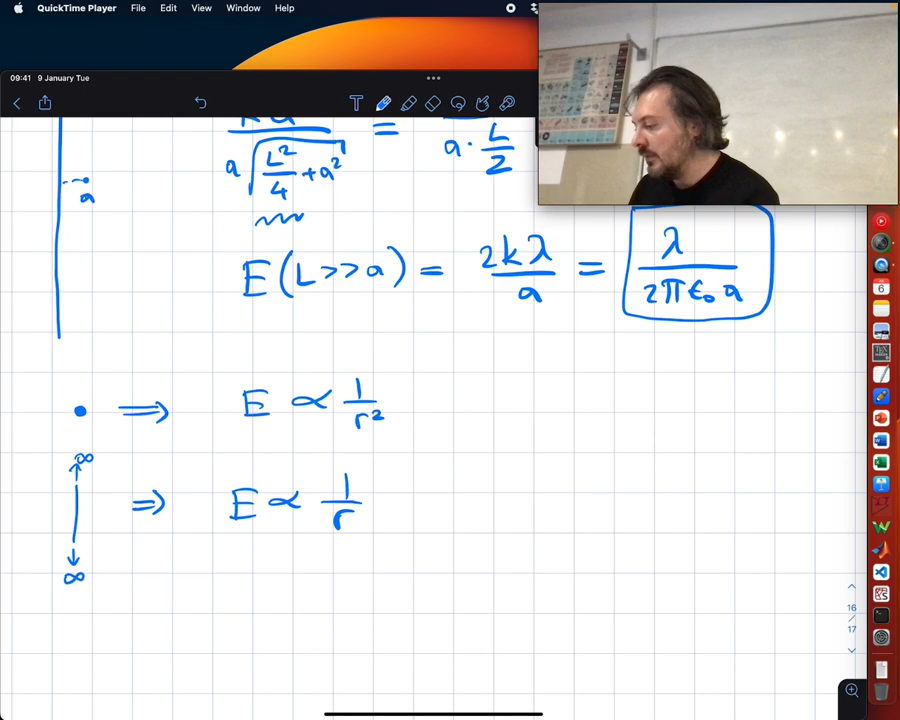 QuickTime Player File Edit View Window Help
09:41 9 January Tue
T
= 
a √(L²/4 + a²) a · L/2
a
E(L>>a) = 2kλ/a = λ/2πε₀a
⇒ E ∝ 1/r²
∞
⇒ E ∝ 1/r
∞
16
/
17
6